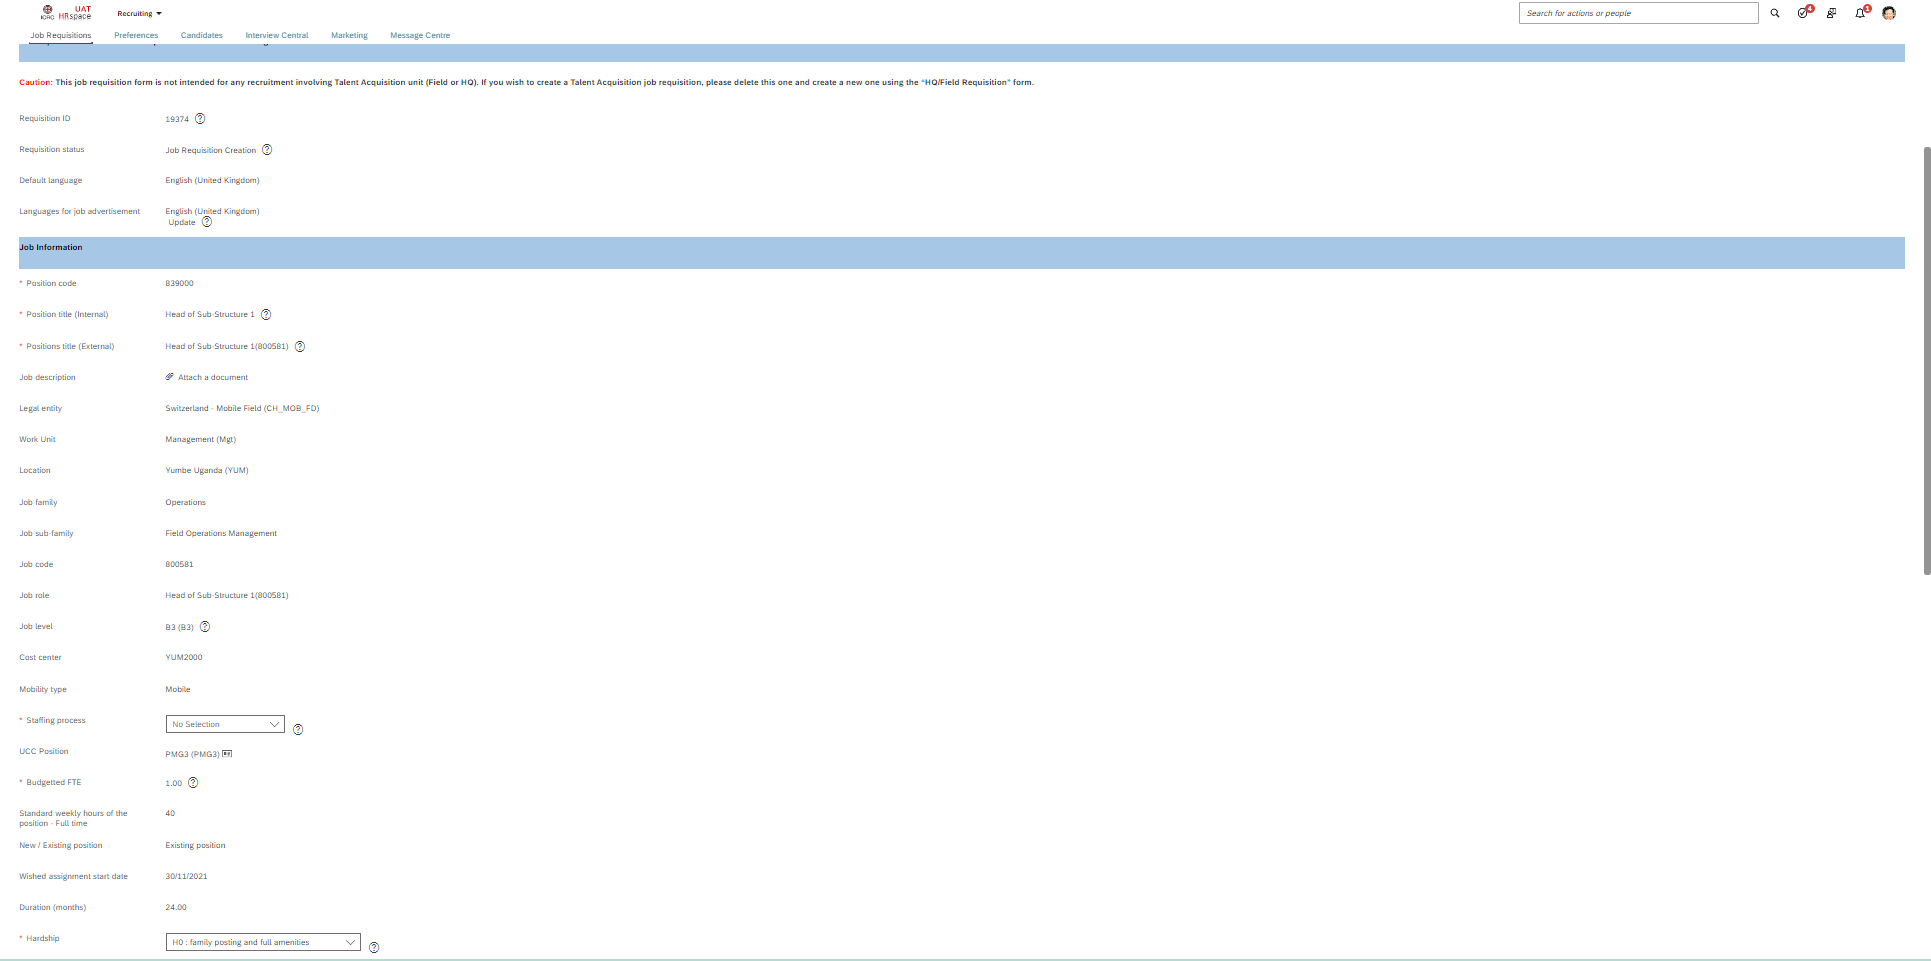 ICRC
UAT
HRspace
Recruiting
Search for actions or people
4
1
Job Requisitions Preferences Candidates Interview Central Marketing Message Centre
Caution: This job requisition form is not intended for any recruitment involving Talent Acquisition unit (Field or HQ). If you wish to create a Talent Acquisition job requisition, please delete this one and create a new one using the "HQ/Field Requisition" form.
Requisition ID 19374
Requisition status Job Requisition Creation
Default language English (United Kingdom)
Languages for job advertisement English (United Kingdom)
Update
Job Information
* Position code 839000
* Position title (Internal) Head of Sub-Structure 1
* Positions title (External) Head of Sub-Structure 1(800581)
Job description Attach a document
Legal entity Switzerland - Mobile Field (CH_MOB_FD)
Work Unit Management (Mgt)
Location Yumbe Uganda (YUM)
Job family Operations
Job sub-family Field Operations Management
Job code 800581
Job role Head of Sub-Structure 1(800581)
Job level B3 (B3)
Cost center YUM2000
Mobility type Mobile
* Staffing process No Selection
UCC Position PMG3 (PMG3)
* Budgetted FTE 1.00
Standard weekly hours of the position - Full time 40
New / Existing position Existing position
Wished assignment start date 30/11/2021
Duration (months) 24.00
* Hardship H0 : family posting and full amenities